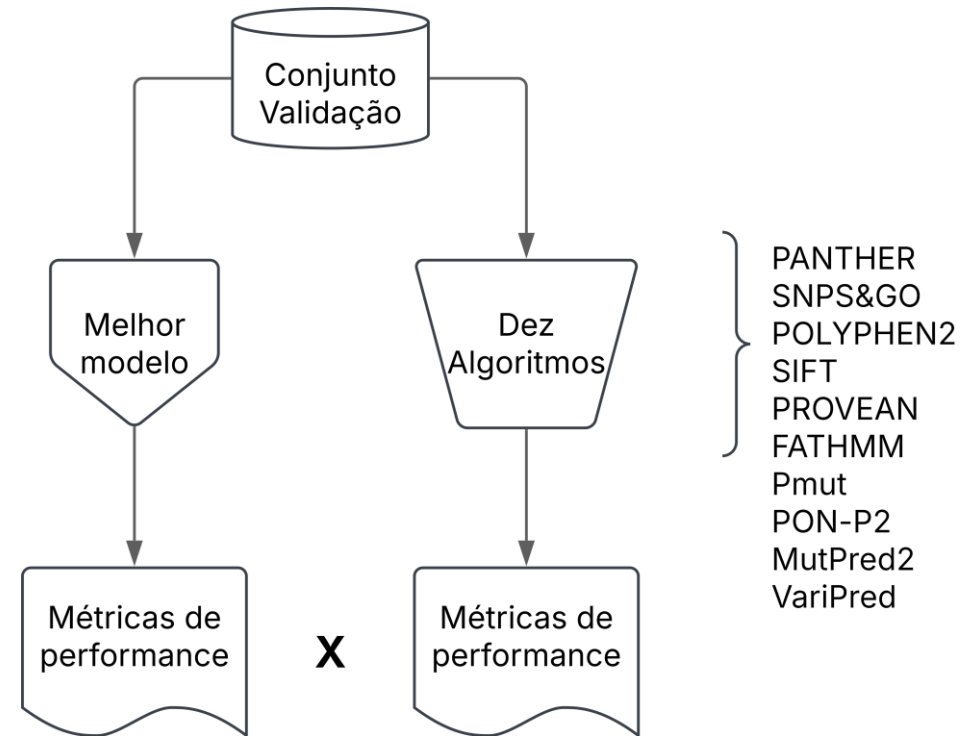 Conjunto
Validação
Melhor
modelo
Dez
Algoritmos
PANTHER
SNPS&GO
POLYPHEN2
SIFT
PROVEAN
FATHMM
Pmut
PON-P2
MutPred2
VariPred
Métricas de
performance
X
Métricas de
performance